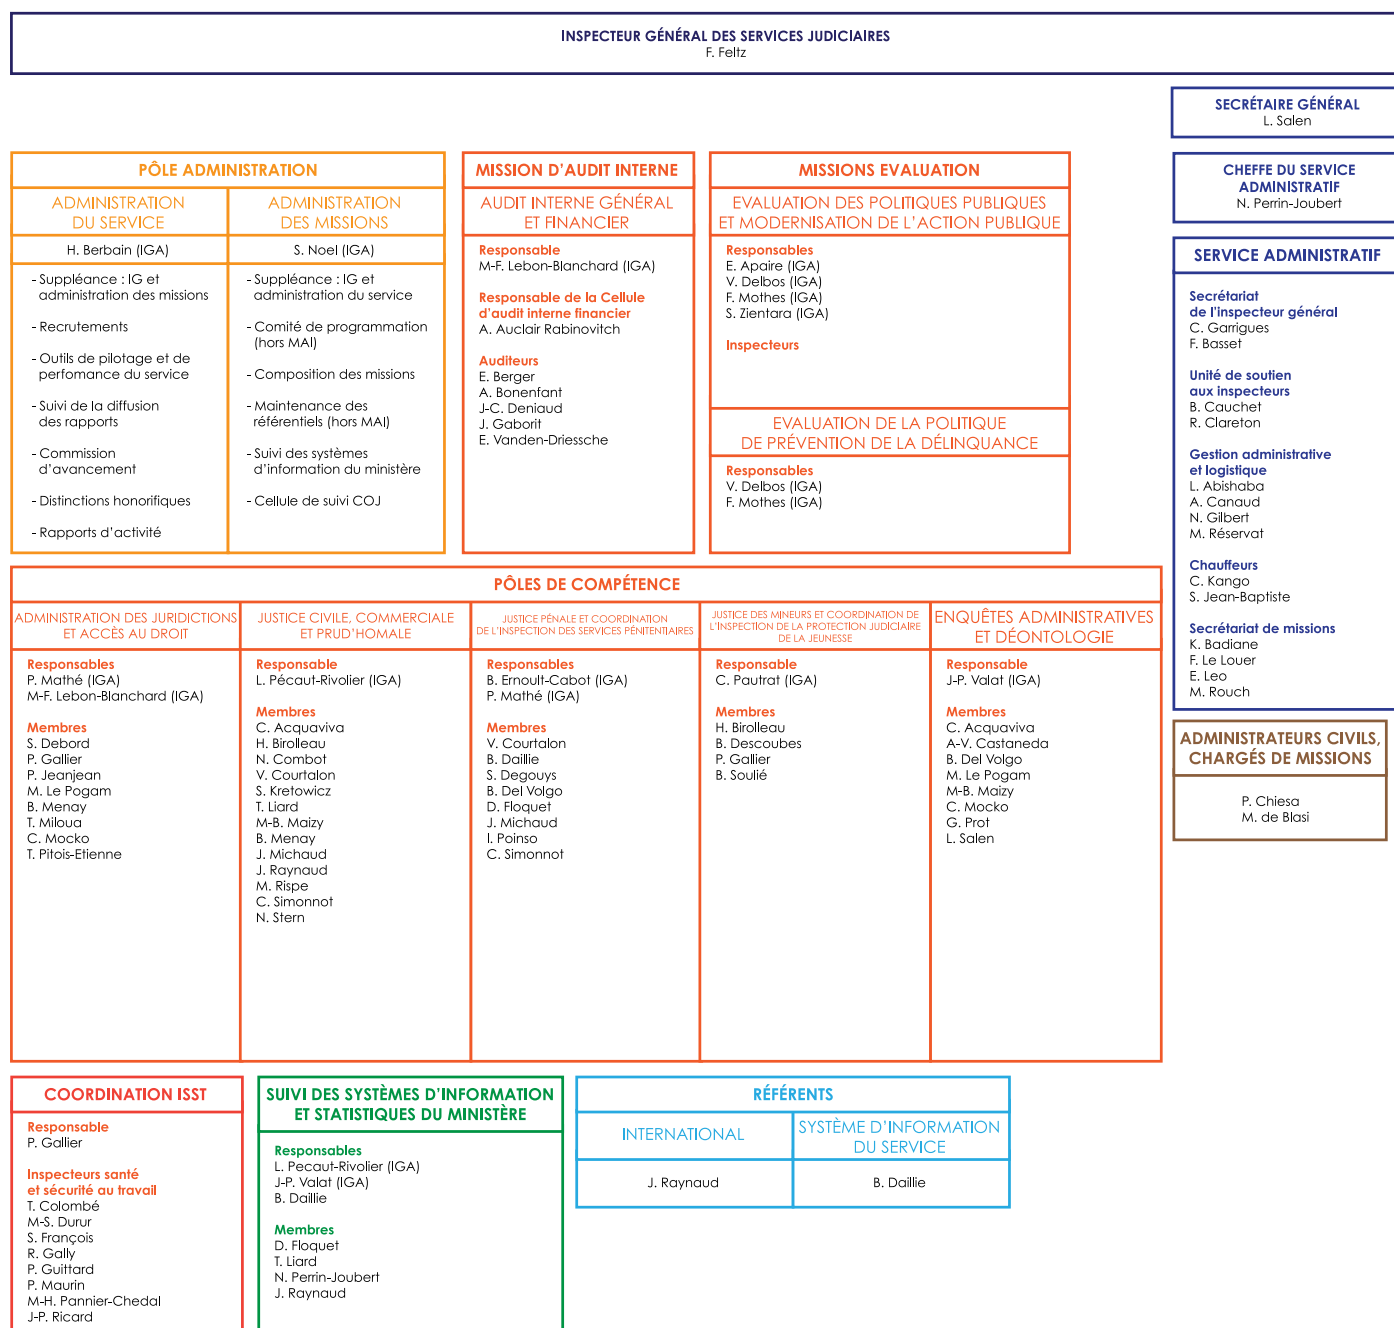 INSPECTEUR GÉNÉRAL DES SERVICES JUDICIAIRES
F. Feltz
SECRÉTAIRE GÉNÉRAL
L. Salen
CHEFFE DU SERVICE
ADMINISTRATIF
N. Perrin-Joubert
PÔLE ADMINISTRATION
ADMINISTRATION
DU SERVICE
H. Berbain (IGA)
- Suppléance : IG et
administration des missions
- Recrutements
- Outils de pilotage et de
perfomance du service
- Suivi de la diffusion
des rapports
- Commission
d'avancement
- Distinctions honorifiques
- Rapports d'activité
ADMINISTRATION
DES MISSIONS
S. Noel (IGA)
- Suppléance : IG et
administration du service
- Comité de programmation
(hors MAI)
- Composition des missions
- Maintenance des
référentiels (hors MAI)
- Suivi des systèmes
d'information du ministère
- Cellule de suivi COJ
MISSION D'AUDIT INTERNE
AUDIT INTERNE GÉNÉRAL
ET FINANCIER
Responsable
M-F. Lebon-Blanchard (IGA)
Responsable de la Cellule
d'audit interne financier
A. Auclair Rabinovitch
Auditeurs
E. Berger
A. Bonenfant
J-C. Deniaud
J. Gaborit
E. Vanden-Driessche
MISSIONS EVALUATION
EVALUATION DES POLITIQUES PUBLIQUES
ET MODERNISATION DE L'ACTION PUBLIQUE
Responsables
E. Apaire (IGA)
V. Delbos (IGA)
F. Mothes (IGA)
S. Zientara (IGA)
Inspecteurs
EVALUATION DE LA POLITIQUE
DE PRÉVENTION DE LA DÉLINQUANCE
Responsables
V. Delbos (IGA)
F. Mothes (IGA)
SERVICE ADMINISTRATIF
Secrétariat
de l'inspecteur général
C. Garrigues
F. Basset
Unité de soutien
aux inspecteurs
B. Cauchet
R. Clareton
Gestion administrative
et logistique
L. Abishaba
A. Canaud
N. Gilbert
M. Réservat
Chauffeurs
C. Kango
S. Jean-Baptiste
Secrétariat de missions
K. Badiane
F. Le Louer
E. Leo
M. Rouch
ADMINISTRATEURS CIVILS,
CHARGÉS DE MISSIONS
P. Chiesa
M. de Blasi
PÔLES DE COMPÉTENCE
ADMINISTRATION DES JURIDICTIONS
ET ACCÈS AU DROIT
Responsables
P. Mathé (IGA)
M-F. Lebon-Blanchard (IGA)
Membres
S. Debord
P. Gallier
P. Jeanjean
M. Le Pogam
B. Menay
T. Miloua
C. Mocko
T. Pitois-Etienne
JUSTICE CIVILE, COMMERCIALE
ET PRUD'HOMALE
Responsable
L. Pécaut-Rivolier (IGA)
Membres
C. Acquaviva
H. Birolleau
N. Combot
V. Courtalon
S. Kretowicz
T. Liard
M-B. Maizy
B. Menay
J. Michaud
J. Raynaud
M. Rispe
C. Simonnot
N. Stern
JUSTICE PÉNALE ET COORDINATION
DE L'INSPECTION DES SERVICES PÉNITENTIAIRES
Responsables
B. Ernoult-Cabot (IGA)
P. Mathé (IGA)
Membres
V. Courtalon
B. Daillie
S. Degouys
B. Del Volgo
D. Floquet
J. Michaud
I. Poinso
C. Simonnot
JUSTICE DES MINEURS ET COORDINATION DE
L'INSPECTION DE LA PROTECTION JUDICIAIRE
DE LA JEUNESSE
Responsable
C. Pautrat (IGA)
Membres
H. Birolleau
B. Descoubes
P. Gallier
B. Soulié
ENQUÊTES ADMINISTRATIVES
ET DÉONTOLOGIE
Responsable
J-P. Valat (IGA)
Membres
C. Acquaviva
A-V. Castaneda
B. Del Volgo
M. Le Pogam
M-B. Maizy
C. Mocko
G. Prot
L. Salen
COORDINATION ISST
Responsable
P. Gallier
Inspecteurs santé
et sécurité au travail
T. Colombé
M-S. Durur
S. François
R. Gally
P. Guittard
P. Maurin
M-H. Pannier-Chedal
J-P. Ricard
SUIVI DES SYSTÈMES D'INFORMATION
ET STATISTIQUES DU MINISTÈRE
Responsables
L. Pecaut-Rivolier (IGA)
J-P. Valat (IGA)
B. Daillie
Membres
D. Floquet
T. Liard
N. Perrin-Joubert
J. Raynaud
RÉFÉRENTS
INTERNATIONAL
J. Raynaud
SYSTÈME D'INFORMATION
DU SERVICE
B. Daillie